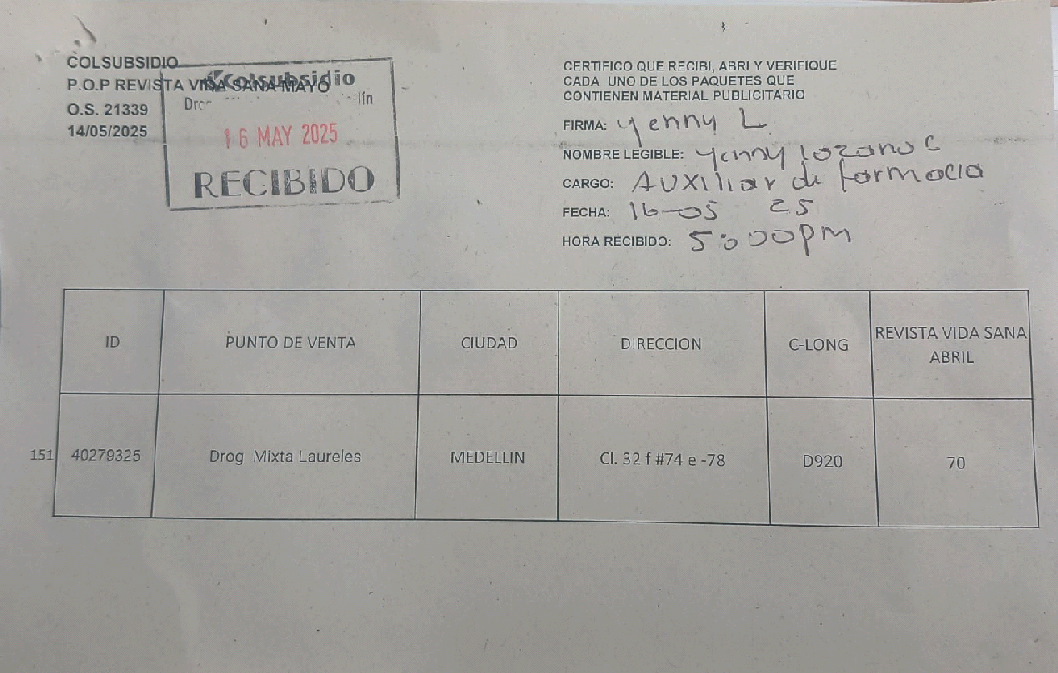 COLSUBSIDIO
P.O.P REVISTA VIDA SANA MAYO
O.S. 21339
14/05/2025
Colsubsidio
16 MAY 2025
RECIBIDO
CERTIFICO QUE RECIBI, ABRI Y VERIFIQUE
CADA UNO DE LOS PAQUETES QUE
CONTIENEN MATERIAL PUBLICITARIO
FIRMA: Yenny L
NOMBRE LEGIBLE: Yenny Lozano C
CARGO: Auxiliar de farmacia
FECHA: 16-05 25
HORA RECIBIDO: 5:00pm
ID PUNTO DE VENTA CIUDAD DIRECCION C-LONG REVISTA VIDA SANA
ABRIL
151 40279325 Drog Mixta Laureles MEDELLIN Cl. 32 f #74 e -78 D920 70